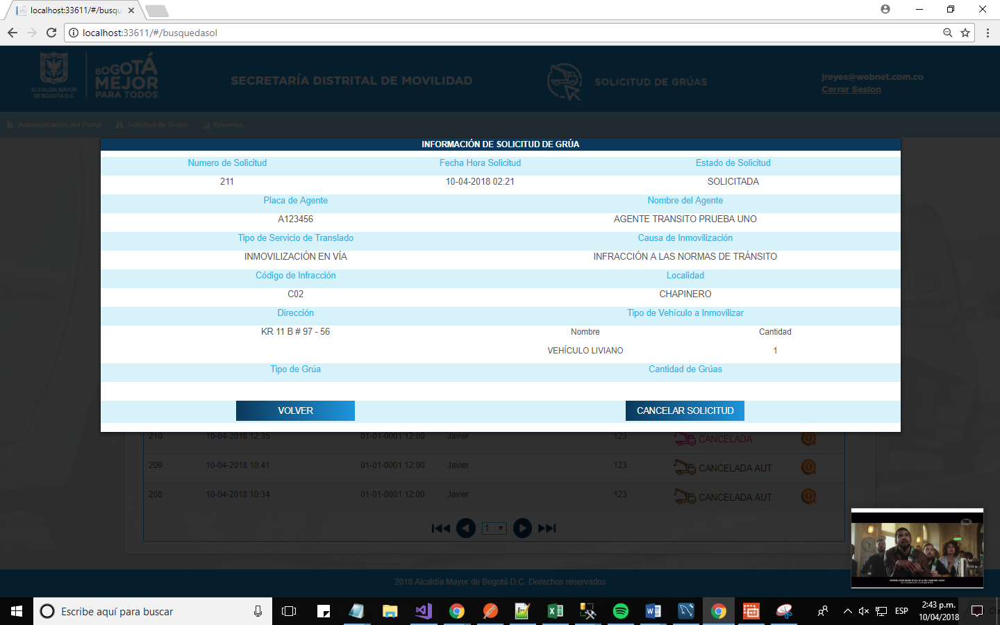 localhost:33611/#/busqu
localhost:33611/#/busquedasol
ALCALDÍA MAYOR
DE BOGOTÁ D.C.
BOGOTÁ
MEJOR
PARA TODOS
SECRETARÍA DISTRITAL DE MOVILIDAD
SOLICITUD DE GRÚAS
jreyes@webnet.com.co
Cerrar Sesion
Administración del Portal Solicitud de Grúas Reportes
INFORMACIÓN DE SOLICITUD DE GRÚA
Numero de Solicitud Fecha Hora Solicitud Estado de Solicitud
211 10-04-2018 02:21 SOLICITADA
Placa de Agente Nombre del Agente
A123456 AGENTE TRANSITO PRUEBA UNO
Tipo de Servicio de Translado Causa de Inmovilización
INMOVILIZACIÓN EN VÍA INFRACCIÓN A LAS NORMAS DE TRÁNSITO
Código de Infracción Localidad
C02 CHAPINERO
Dirección Tipo de Vehículo a Inmovilizar
KR 11 B # 97 - 56 Nombre Cantidad
VEHÍCULO LIVIANO 1
Tipo de Grúa Cantidad de Grúas
VOLVER CANCELAR SOLICITUD
210 10-04-2018 12:35 01-01-0001 12:00 Javier 123 CANCELADA
209 10-04-2018 10:41 01-01-0001 12:00 Javier 123 CANCELADA AUT
208 10-04-2018 10:34 01-01-0001 12:00 Javier 123 CANCELADA AUT
1
2018 Alcaldía Mayor de Bogotá D.C. Derechos reservados
Escribe aquí para buscar
ESP
2:43 p.m.
10/04/2018